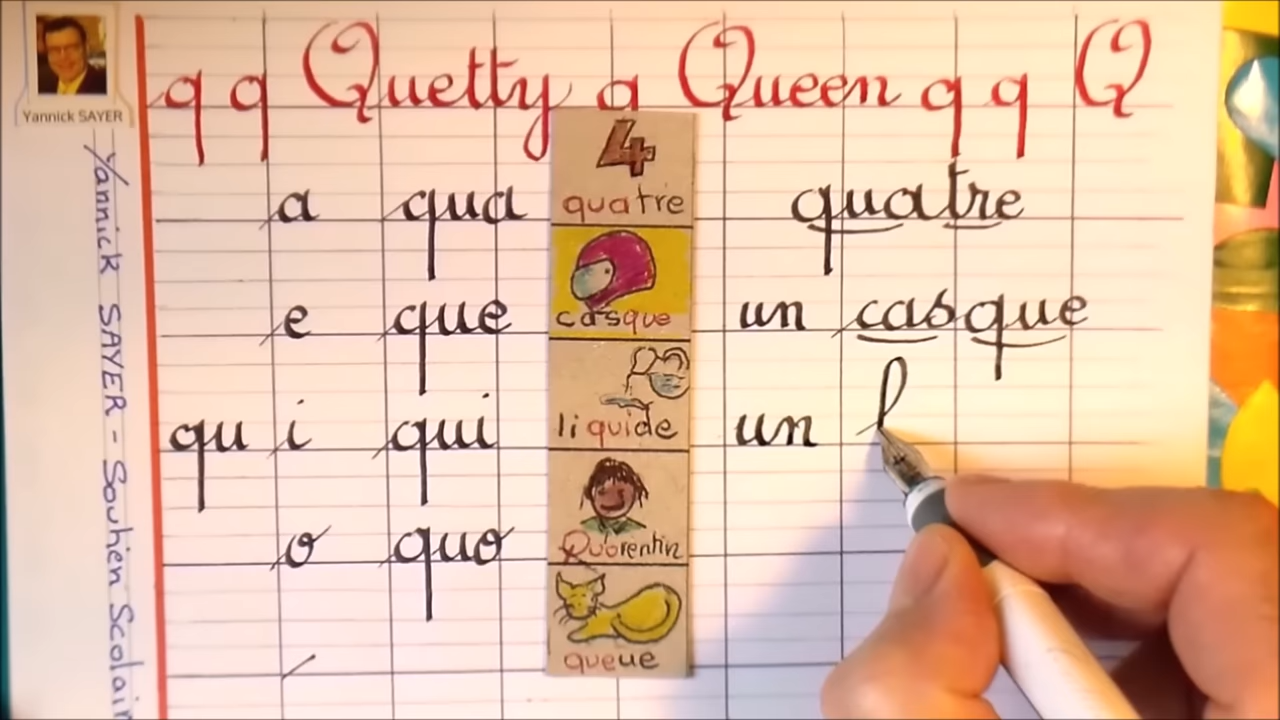 Yannick SAYER
q q Quetty q Queen q q Q
a qua
4
quatre
quatre
e que
casque
un casque
qu i qui
liquide
un l
o quo
Quorentin
queue
Yannick SAYER - Soutien Scolair